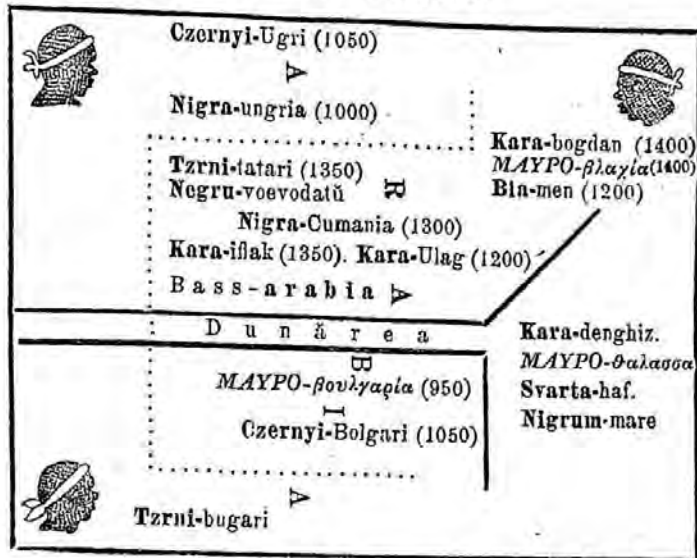 Czernyi-Ugri (1050)
A
Nigra-ungria (1000)
Kara-bogdan (1400)
ΜΑΥΡΟ-βλαχία (1400)
Bla-men (1200)
Tzrni-tatari (1350)
Negru-voevodatŭ
R
Nigra-Cumania (1300)
Kara-iflak (1350). Kara-Ulag (1200)
Bass-arabia
A
Dunărea
Kara-denghiz.
ΜΑΥΡΟ-θαλασσα
Svarta-haf.
Nigrum-mare
B
ΜΑΥΡΟ-βουλγαρία (950)
I
Czernyi-Bolgari (1050)
A
Tzrni-bugari